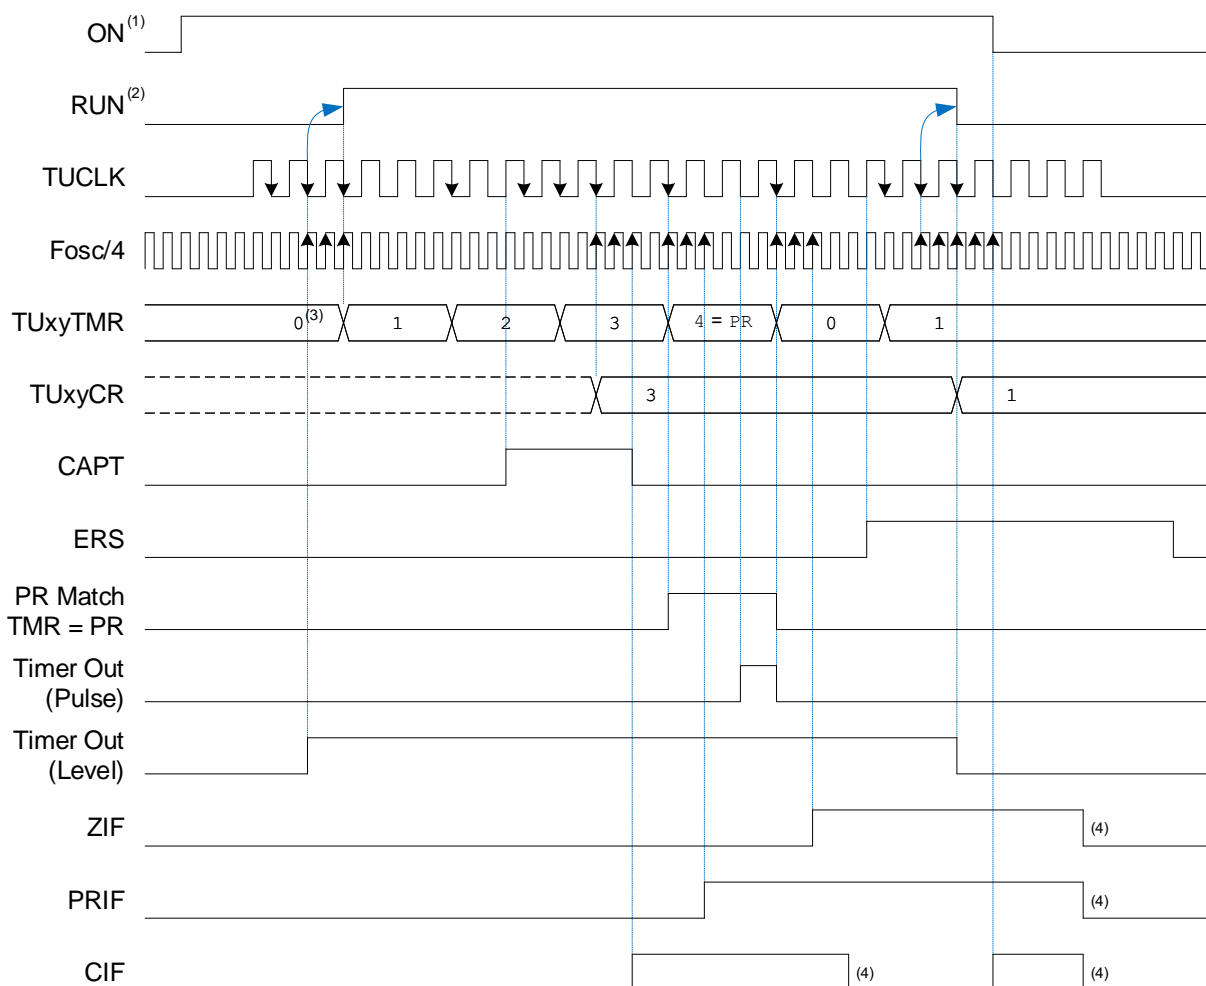 ON(1)
RUN(2)
TUCLK
Fosc/4
TUxyTMR 0(3) 1 2 3 4 = PR 0 1
TUxyCR 3 1
CAPT
ERS
PR Match
TMR = PR
Timer Out
(Pulse)
Timer Out
(Level)
ZIF (4)
PRIF (4)
CIF (4) (4)